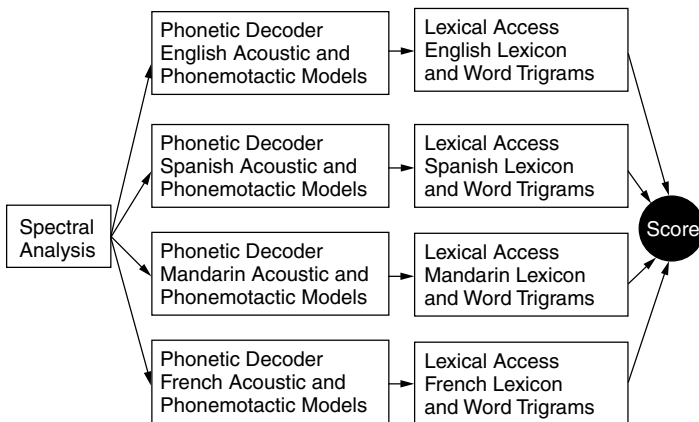 Phonetic Decoder
English Acoustic and
Phonemotactic Models
Lexical Access
English Lexicon
and Word Trigrams
Phonetic Decoder
Spanish Acoustic and
Phonemotactic Models
Lexical Access
Spanish Lexicon
and Word Trigrams
Spectral
Analysis
Score
Phonetic Decoder
Mandarin Acoustic and
Phonemotactic Models
Lexical Access
Mandarin Lexicon
and Word Trigrams
Phonetic Decoder
French Acoustic and
Phonemotactic Models
Lexical Access
French Lexicon
and Word Trigrams